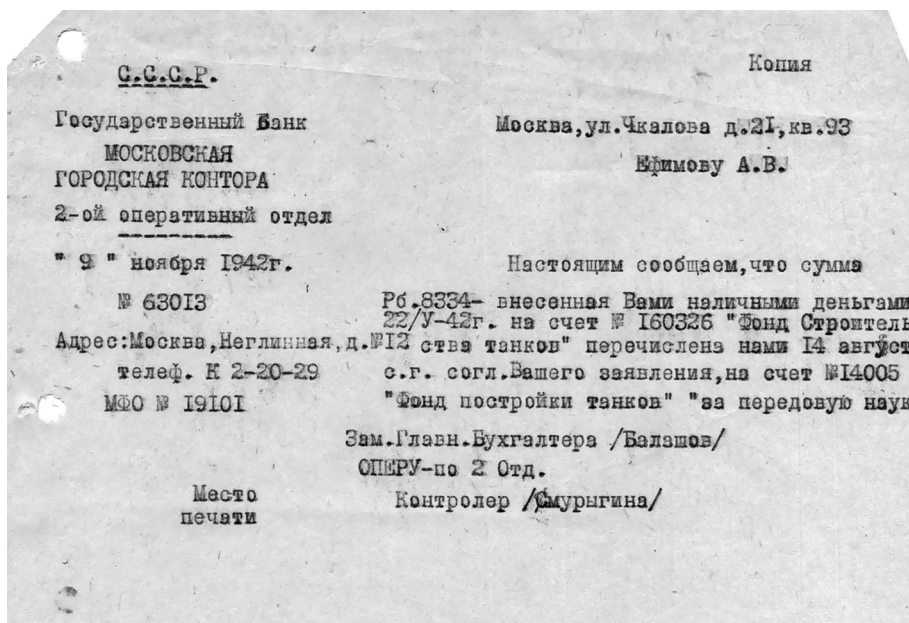 Копия
С.С.С.Р.
Государственный Банк
МОСКОВСКАЯ
ГОРОДСКАЯ КОНТОРА
2-ой оперативный отдел
Москва,ул.Чкалова д.21,кв.93
Ефимову А.В.
" 9 " ноября 1942г.
№ 63013
Адрес:Москва,Неглинная,д.№12
телеф. К 2-20-29
МФО № 19101
Настоящим сообщаем,что сумма
Рб.8334- внесенная Вами наличными деньгами
22/У-42г. на счет № 160326 "Фонд Строитель
ства танков" перечислена нами 14 август
с.г. согл.Вашего заявления,на счет №14005
"Фонд постройки танков" "за передовую наук
Зам.Главн.Бухгалтера /Балашов/
ОПЕРУ-по 2 Отд.
Контролер /Смурыгина/
Место
печати